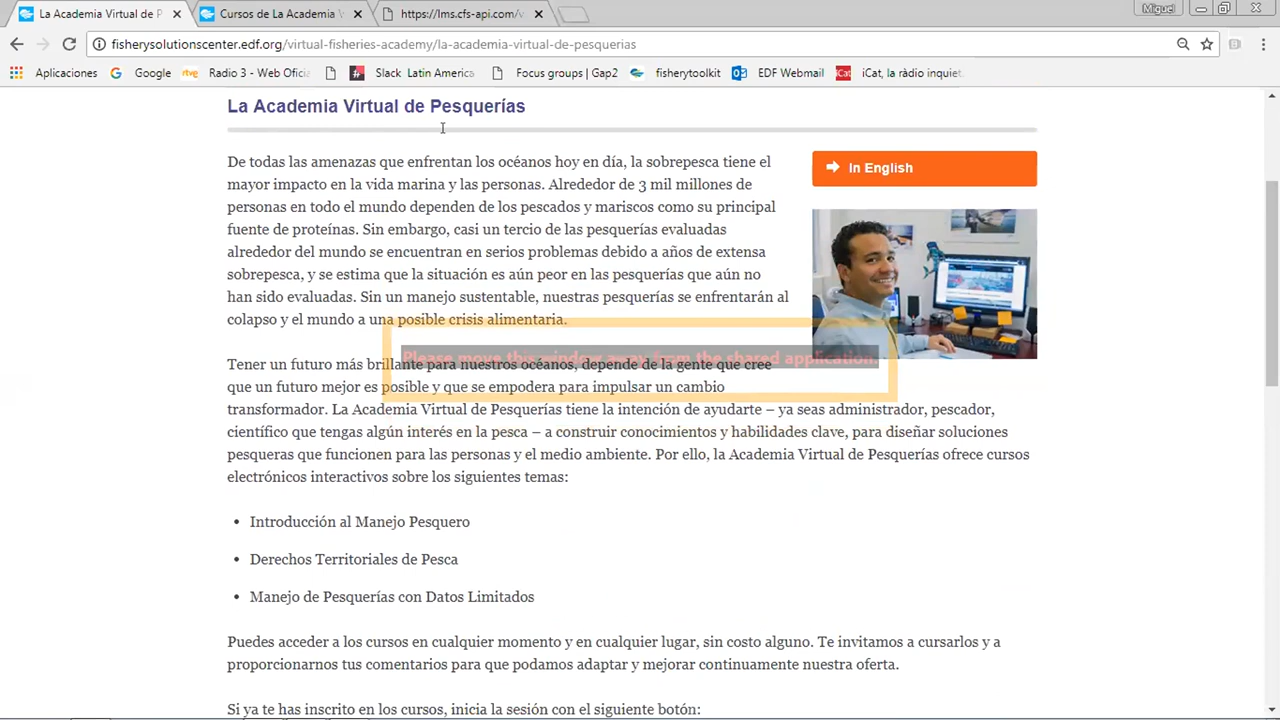 La Academia Virtual de P
Cursos de La Academia V
https://lms.cfs-api.com/v
Miguel
fisherysolutionscenter.edf.org/virtual-fisheries-academy/la-academia-virtual-de-pesquerias
Aplicaciones
Google
rtve
Radio 3 - Web Oficia
Slack Latin America
Focus groups| Gap2
fisherytoolkit
EDF Webmail
iCat
iCat, la ràdio inquiet
La Academia Virtual de Pesquerías
De todas las amenazas que enfrentan los océanos hoy en día, la sobrepesca tiene el
mayor impacto en la vida marina y las personas. Alrededor de 3 mil millones de
personas en todo el mundo dependen de los pescados y mariscos como su principal
fuente de proteínas. Sin embargo, casi un tercio de las pesquerías evaluadas
alrededor del mundo se encuentran en serios problemas debido a años de extensa
sobrepesca y se estima que la situación es aún peor en las pesquerías que aún no
han sido evaluadas. Sin un manejo sustentable, nuestras pesquerías se enfrentarán al
colapso y el mundo a una posible crisis alimentaria.
In English
Please move this window away from the shared application.
Tener un futuro más brillante para nuestros océanos, depende de la gente que cree
que un futuro mejor es posible y que se empodera para impulsar un cambio
transformador. La Academia Virtual de Pesquerías tiene la intención de ayudarte – ya seas administrador, pescador,
científico que tengas algún interés en la pesca – a construir conocimientos y habilidades clave, para diseñar soluciones
pesqueras que funcionen para las personas y el medio ambiente. Por ello, la Academia Virtual de Pesquerías ofrece cursos
electrónicos interactivos sobre los siguientes temas:
• Introducción al Manejo Pesquero
• Derechos Territoriales de Pesca
• Manejo de Pesquerías con Datos Limitados
Puedes acceder a los cursos en cualquier momento y en cualquier lugar, sin costo alguno. Te invitamos a cursarlos y a
proporcionarnos tus comentarios para que podamos adaptar y mejorar continuamente nuestra oferta.
Si ya te has inscrito en los cursos, inicia la sesión con el siguiente botón: